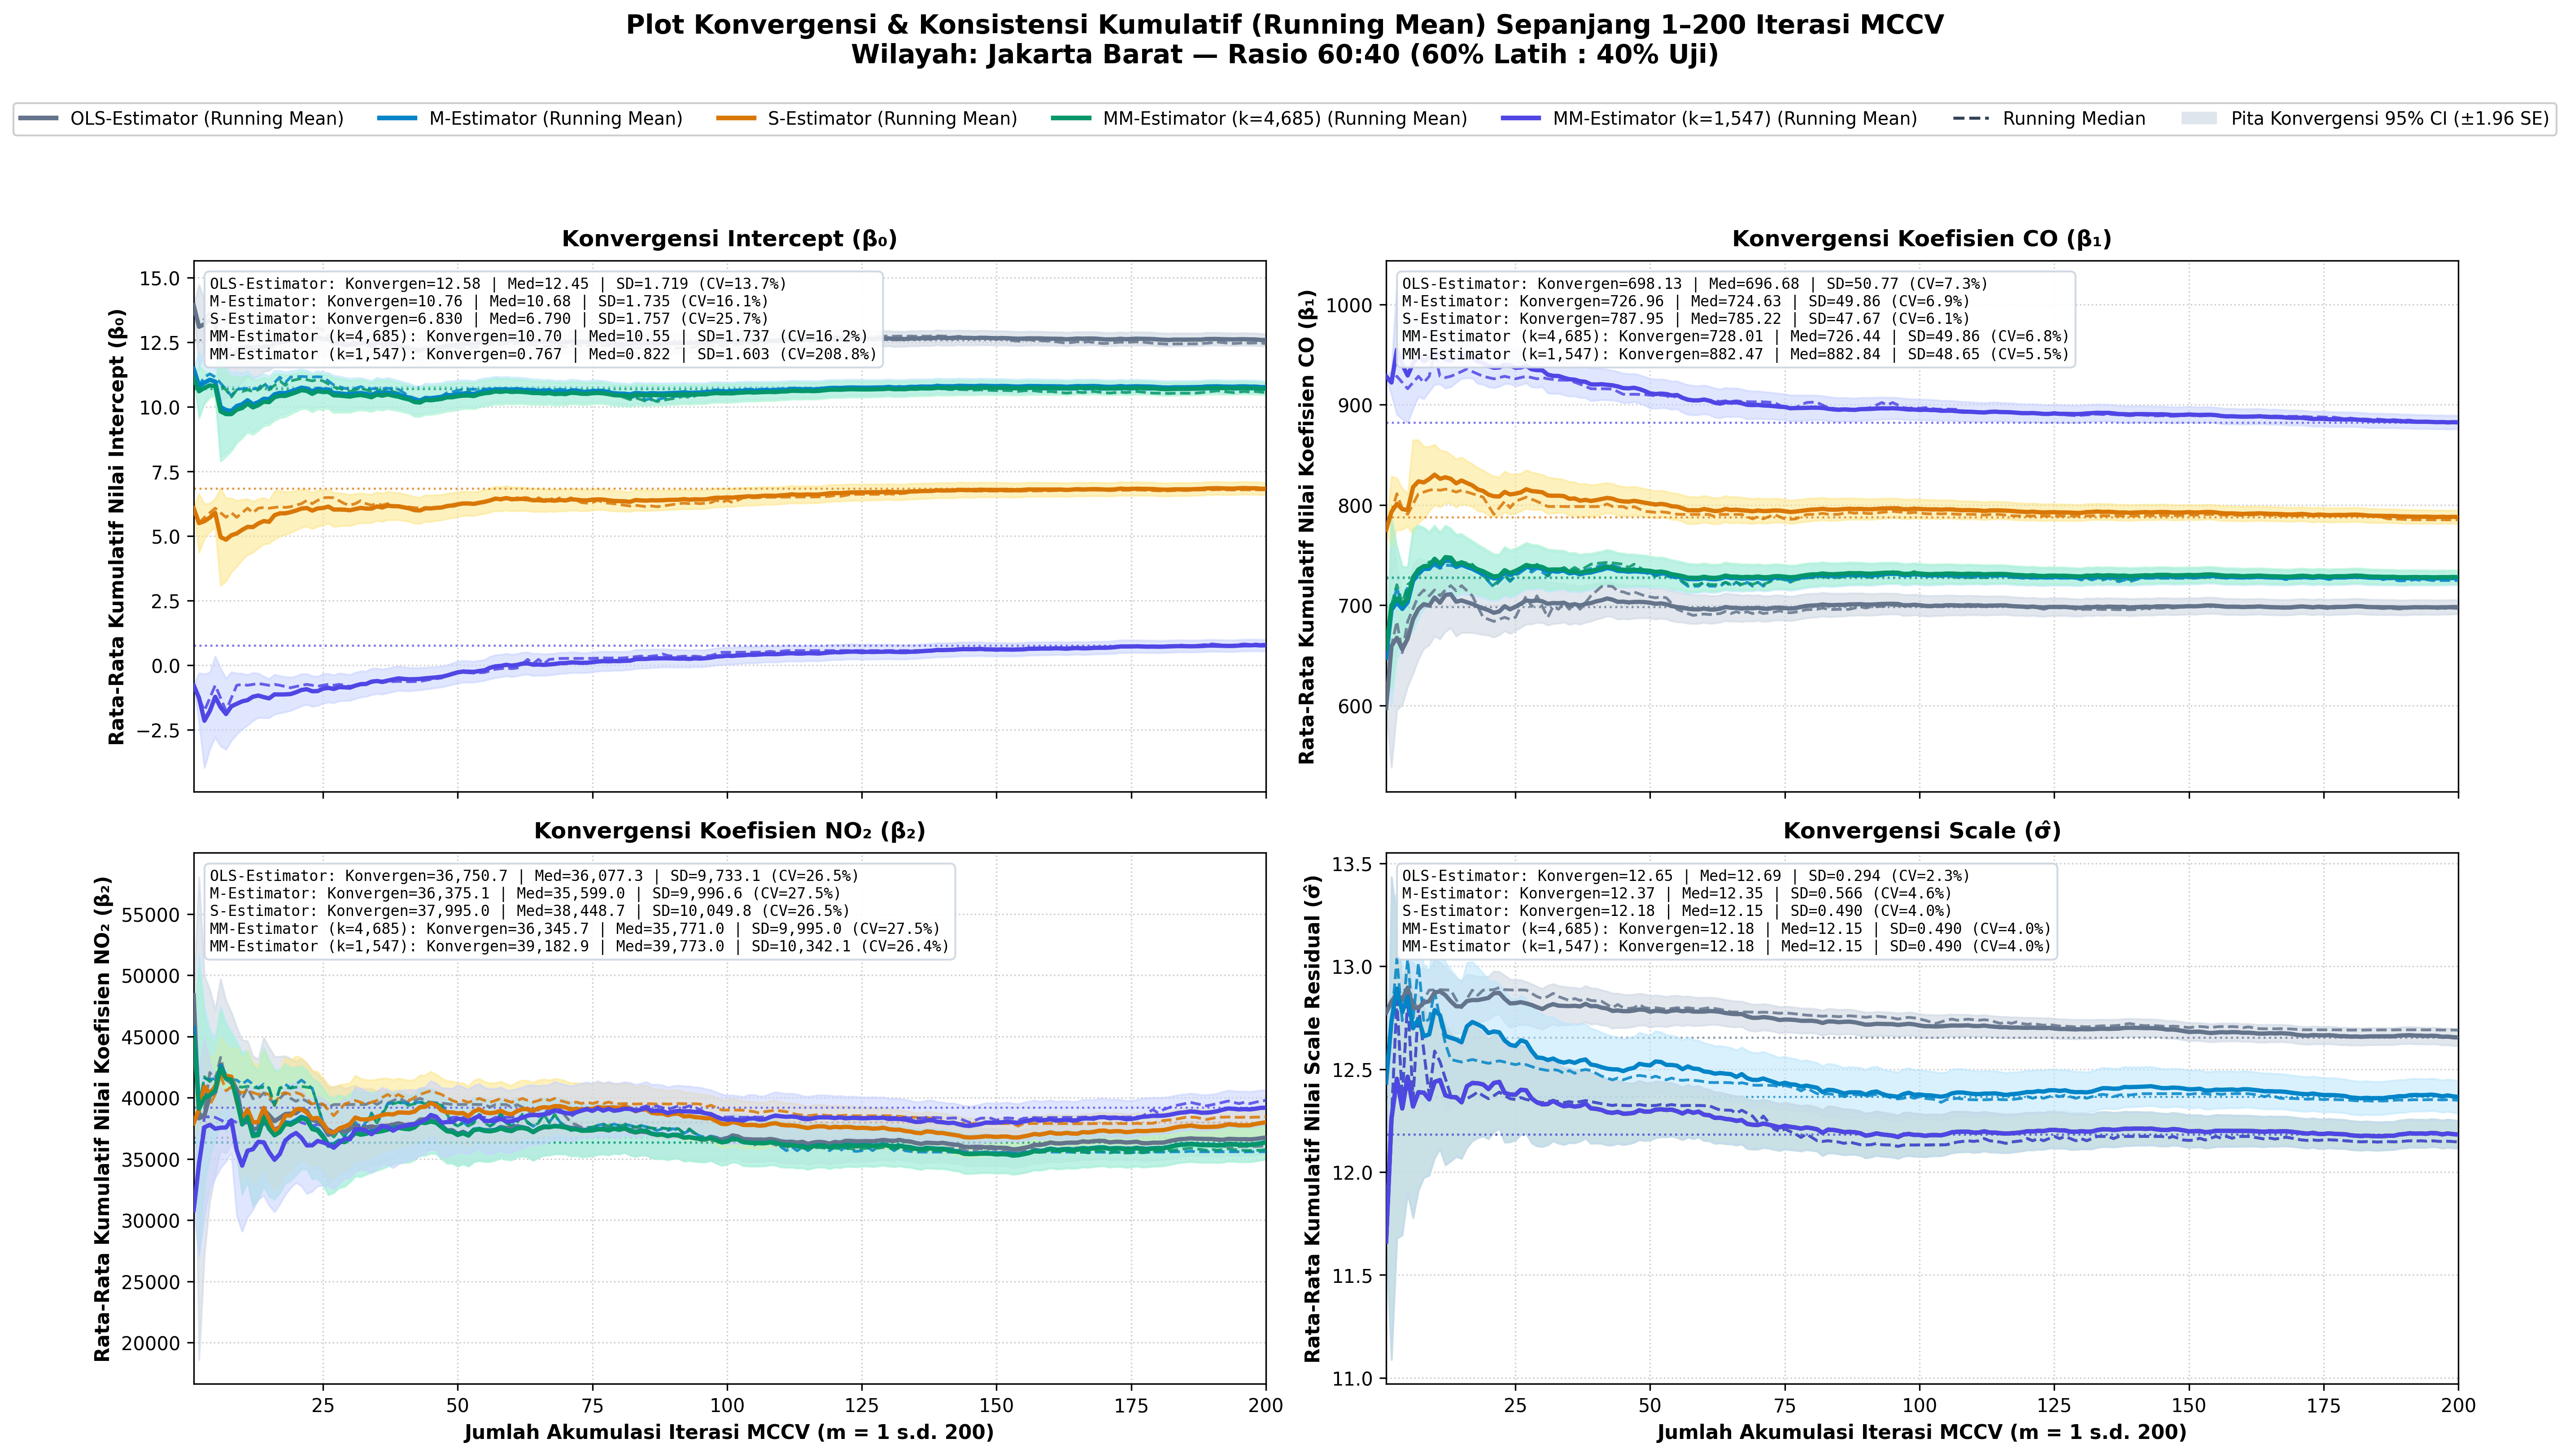 Plot Konvergensi & Konsistensi Kumulatif (Running Mean) Sepanjang 1–200 Iterasi MCCV
Wilayah: Jakarta Barat — Rasio 60:40 (60% Latih : 40% Uji)
OLS-Estimator (Running Mean)
M-Estimator (Running Mean)
S-Estimator (Running Mean)
MM-Estimator (k=4,685) (Running Mean)
MM-Estimator (k=1,547) (Running Mean)
Running Median
Pita Konvergensi 95% CI (±1.96 SE)
Konvergensi Intercept (β₀)
Rata-Rata Kumulatif Nilai Intercept (β₀)
15.0
12.5
10.0
7.5
5.0
2.5
0.0
−2.5
OLS-Estimator: Konvergen=12.58 | Med=12.45 | SD=1.719 (CV=13.7%)
M-Estimator: Konvergen=10.76 | Med=10.68 | SD=1.735 (CV=16.1%)
S-Estimator: Konvergen=6.830 | Med=6.790 | SD=1.757 (CV=25.7%)
MM-Estimator (k=4,685): Konvergen=10.70 | Med=10.55 | SD=1.737 (CV=16.2%)
MM-Estimator (k=1,547): Konvergen=0.767 | Med=0.822 | SD=1.603 (CV=208.8%)
Konvergensi Koefisien CO (β₁)
Rata-Rata Kumulatif Nilai Koefisien CO (β₁)
1000
900
800
700
600
OLS-Estimator: Konvergen=698.13 | Med=696.68 | SD=50.77 (CV=7.3%)
M-Estimator: Konvergen=726.96 | Med=724.63 | SD=49.86 (CV=6.9%)
S-Estimator: Konvergen=787.95 | Med=785.22 | SD=47.67 (CV=6.1%)
MM-Estimator (k=4,685): Konvergen=728.01 | Med=726.44 | SD=49.86 (CV=6.8%)
MM-Estimator (k=1,547): Konvergen=882.47 | Med=882.84 | SD=48.65 (CV=5.5%)
Konvergensi Koefisien NO₂ (β₂)
Rata-Rata Kumulatif Nilai Koefisien NO₂ (β₂)
55000
50000
45000
40000
35000
30000
25000
20000
OLS-Estimator: Konvergen=36,750.7 | Med=36,077.3 | SD=9,733.1 (CV=26.5%)
M-Estimator: Konvergen=36,375.1 | Med=35,599.0 | SD=9,996.6 (CV=27.5%)
S-Estimator: Konvergen=37,995.0 | Med=38,448.7 | SD=10,049.8 (CV=26.5%)
MM-Estimator (k=4,685): Konvergen=36,345.7 | Med=35,771.0 | SD=9,995.0 (CV=27.5%)
MM-Estimator (k=1,547): Konvergen=39,182.9 | Med=39,773.0 | SD=10,342.1 (CV=26.4%)
25 50 75 100 125 150 175 200
Jumlah Akumulasi Iterasi MCCV (m = 1 s.d. 200)
Konvergensi Scale (σ̂)
Rata-Rata Kumulatif Nilai Scale Residual (σ̂)
13.5
13.0
12.5
12.0
11.5
11.0
OLS-Estimator: Konvergen=12.65 | Med=12.69 | SD=0.294 (CV=2.3%)
M-Estimator: Konvergen=12.37 | Med=12.35 | SD=0.566 (CV=4.6%)
S-Estimator: Konvergen=12.18 | Med=12.15 | SD=0.490 (CV=4.0%)
MM-Estimator (k=4,685): Konvergen=12.18 | Med=12.15 | SD=0.490 (CV=4.0%)
MM-Estimator (k=1,547): Konvergen=12.18 | Med=12.15 | SD=0.490 (CV=4.0%)
25 50 75 100 125 150 175 200
Jumlah Akumulasi Iterasi MCCV (m = 1 s.d. 200)